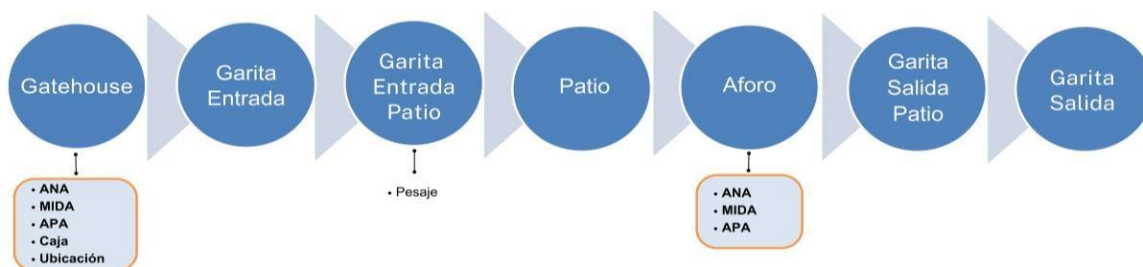 Gatehouse
Garita
Entrada
Garita
Entrada
Patio
Patio
Aforo
Garita
Salida
Patio
Garita
Salida
• ANA
• MIDA
• APA
• Caja
• Ubicación
• Pesaje
• ANA
• MIDA
• APA